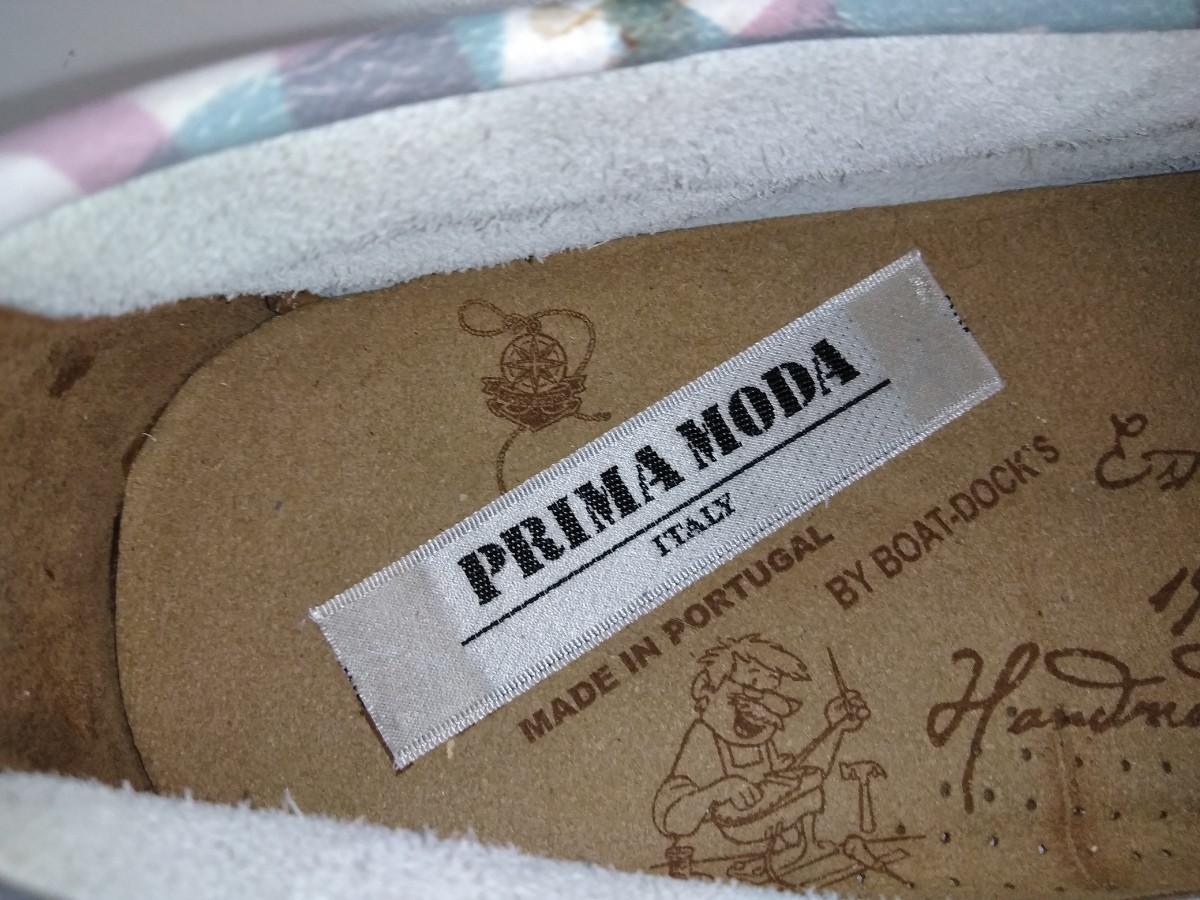 PRIMA MODA
ITALY
MADE IN PORTUGAL
BY BOAT-DOCK'S